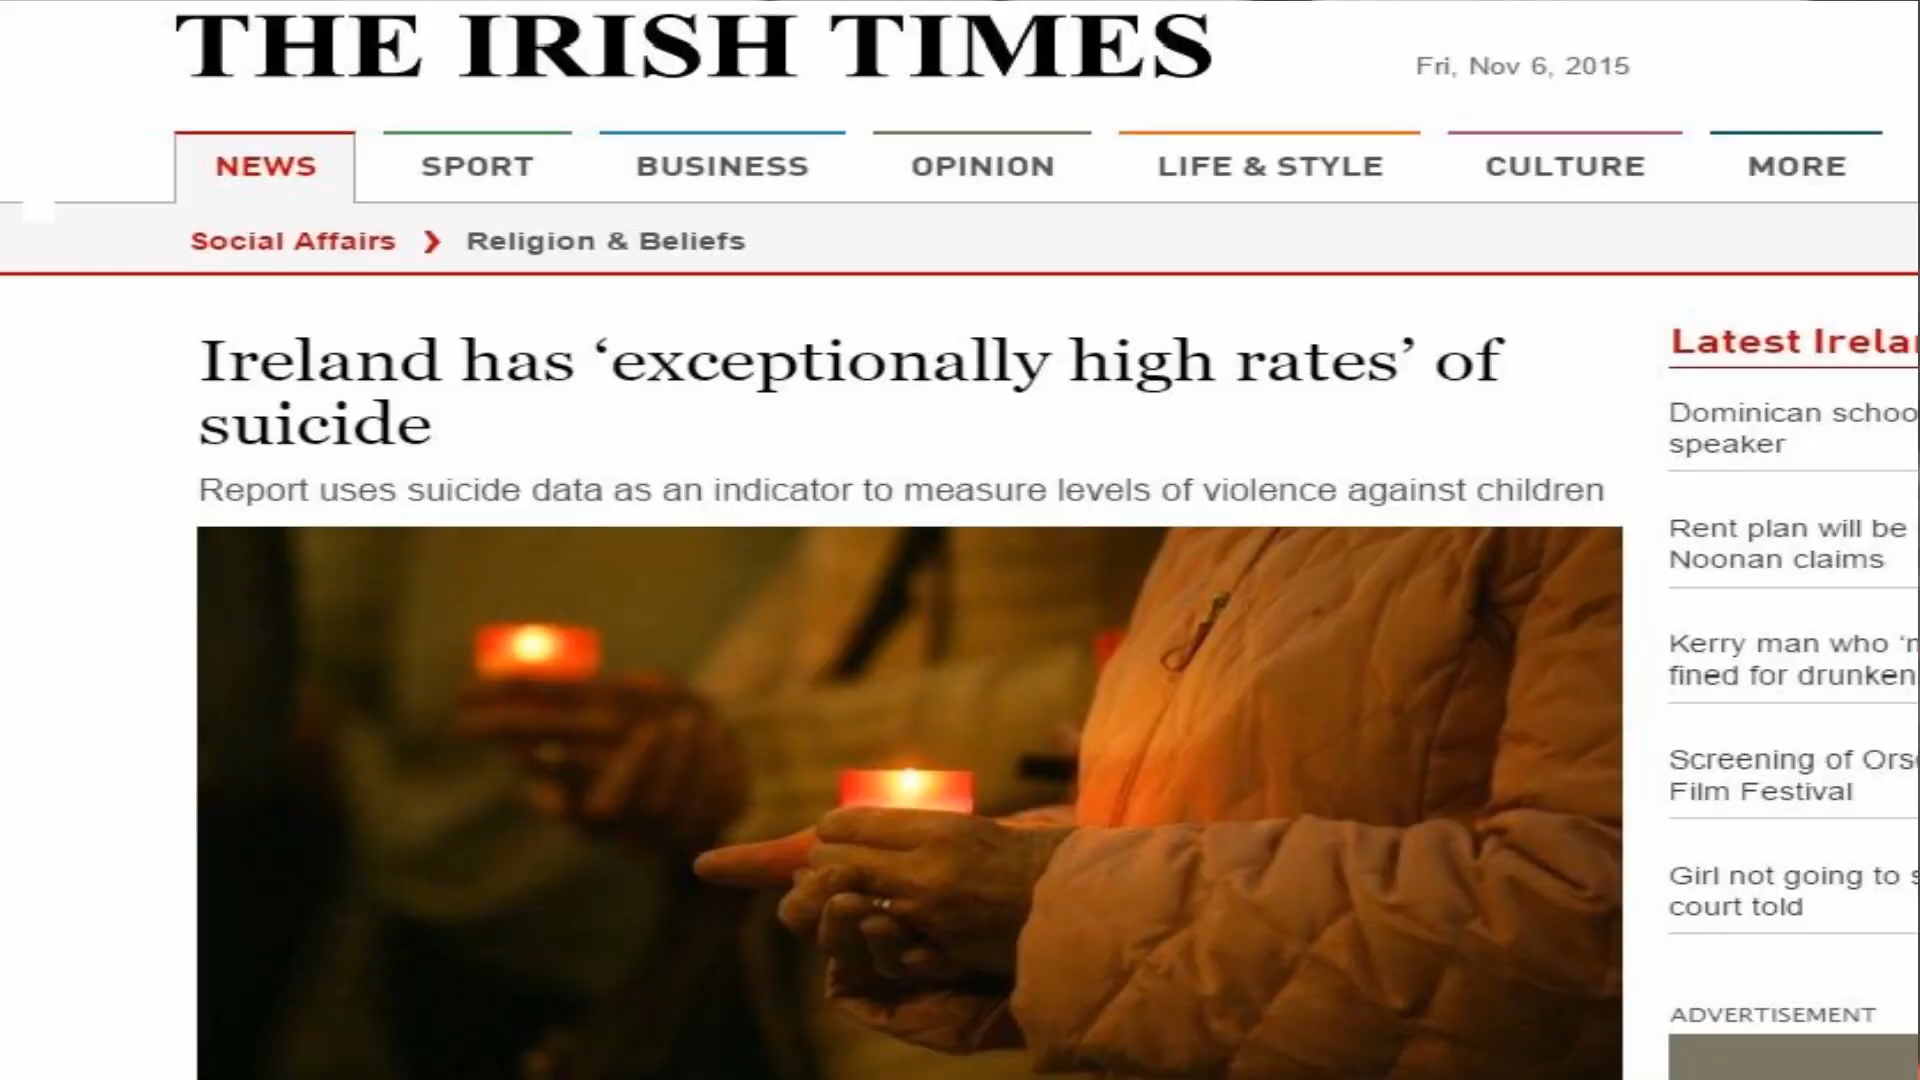 THE IRISH TIMES
Fri, Nov 6, 2015
NEWS SPORT BUSINESS OPINION LIFE & STYLE CULTURE MORE
Social Affairs Religion & Beliefs
Ireland has ‘exceptionally high rates’ of
suicide
Report uses suicide data as an indicator to measure levels of violence against children
Latest
Dominican
speaker
Rent plan will be
Noonan claims
Kerry man who
fined for drunken
Screening of
Film Festival
Girl not going to
court told
ADVERTISEMENT